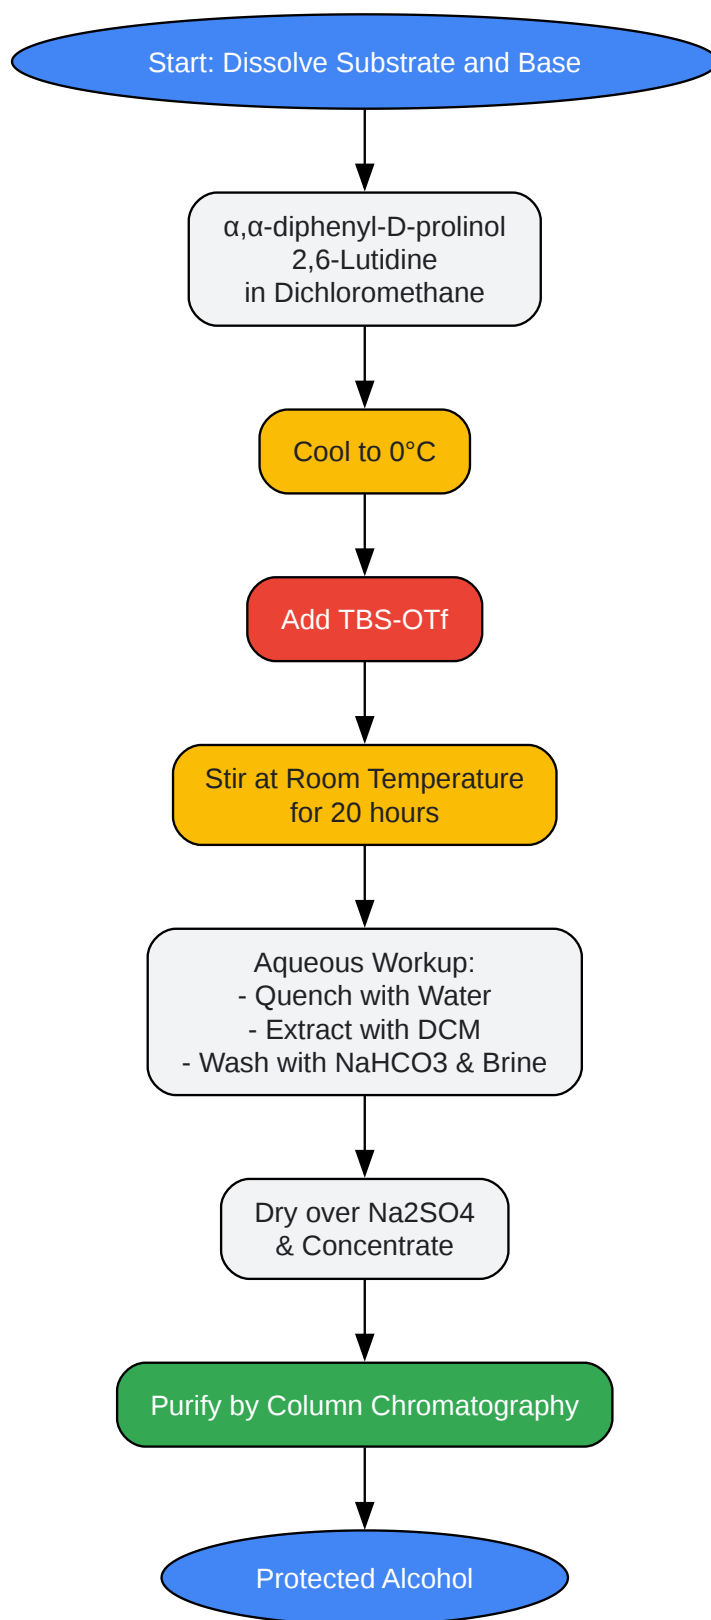 Start: Dissolve Substrate and Base
α,α-diphenyl-D-prolinol
2,6-Lutidine
in Dichloromethane
Cool to 0°C
Add TBS-OTf
Stir at Room Temperature
for 20 hours
Aqueous Workup:
- Quench with Water
- Extract with DCM
- Wash with NaHCO3 & Brine
Dry over Na2SO4
& Concentrate
Purify by Column Chromatography
Protected Alcohol